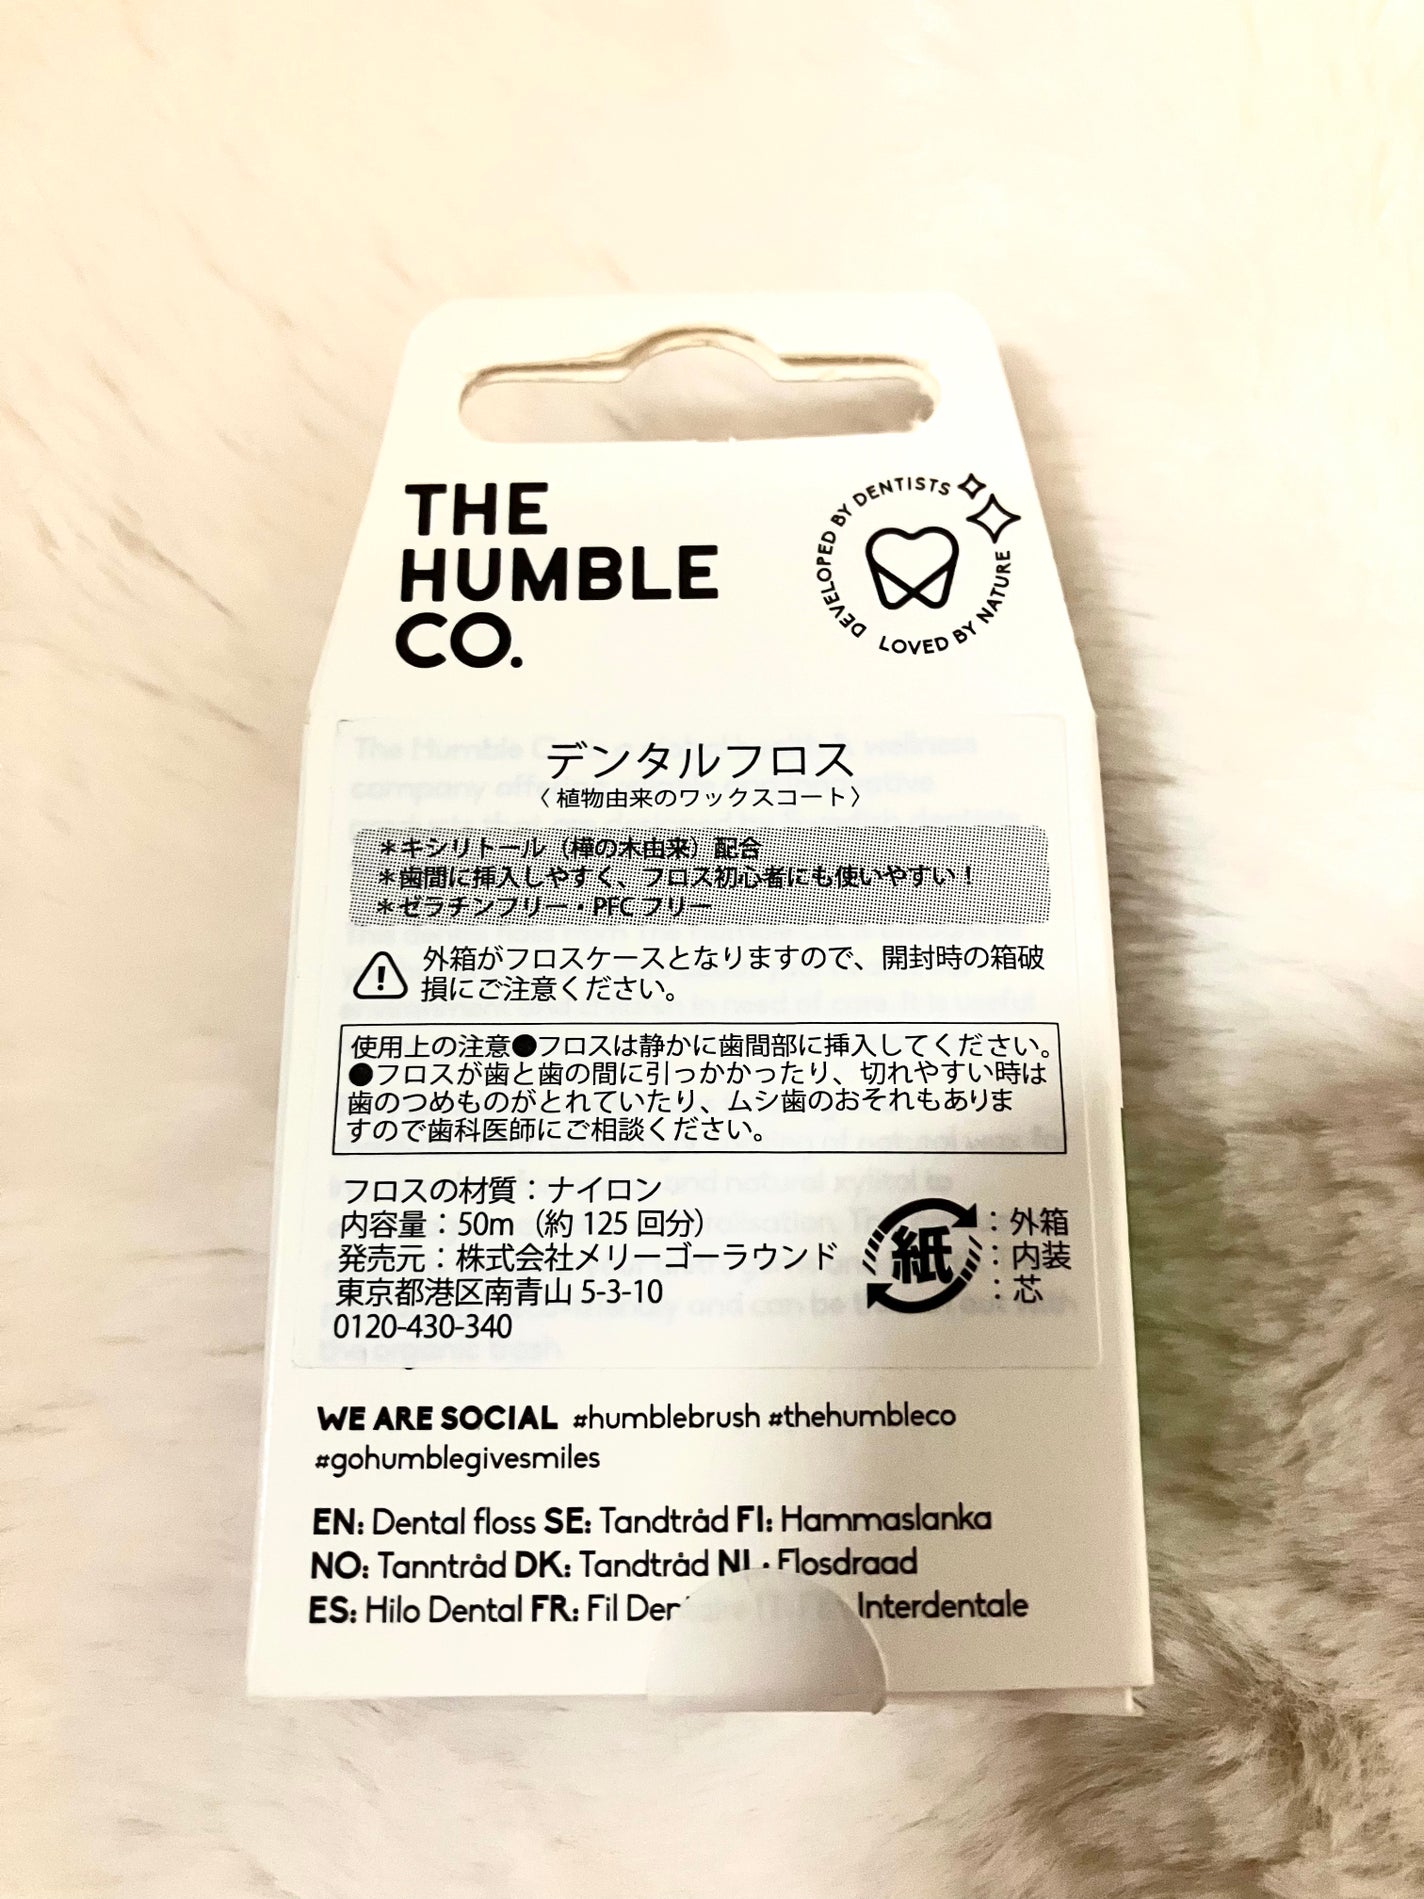 THE
HUMBLE
CO.
DEVELOPED BY DENTISTS
LOVED BY NATURE
デンタルフロス
〈 植物由来のワックスコート〉
＊キシリトール（樺の木由来）配合
＊歯間に挿入しやすく、フロス初心者にも使いやすい！
＊ゼラチンフリー・PFC フリー
外箱がフロスケースとなりますので、開封時の箱破
損にご注意ください。
使用上の注意●フロスは静かに歯間部に挿入してください。
●フロスが歯と歯の間に引っかかったり、切れやすい時は
歯のつめものがとれていたり、ムシ歯のおそれもありま
すので歯科医師にご相談ください。
フロスの材質：ナイロン
内容量：50m（約 125 回分）
発売元：株式会社メリーゴーラウンド
東京都港区南青山 5-3-10
0120-430-340
紙
：外箱
：内装
：芯
WE ARE SOCIAL #humblebrush #thehumbleco
#gohumblegivesmiles
EN: Dental floss SE: Tandtråd FI: Hammaslanka
NO: Tanntråd DK: Tandtråd NL: Flosdraad
ES: Hilo Dental FR: Fil Interdentale